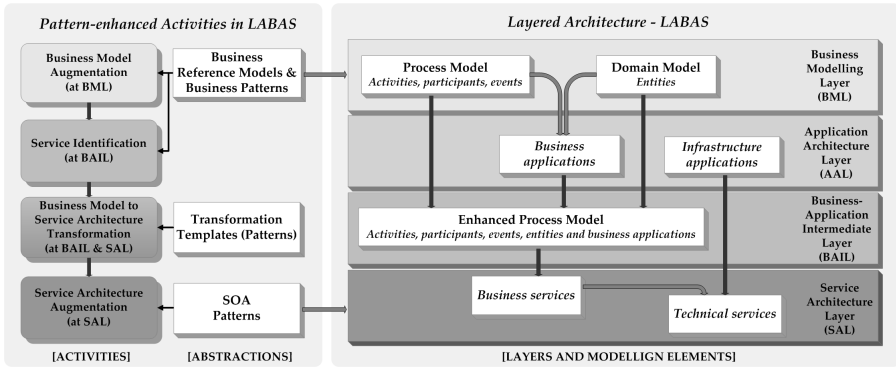 Pattern-enhanced Activities in LABAS
Business Model
Augmentation
(at BML)
Business
Reference Models &
Business Patterns
Service Identification
(at BAIL)
Business Model to
Service Architecture
Transformation
(at BAIL & SAL)
Transformation
Templates (Patterns)
Service Architecture
Augmentation
(at SAL)
SOA
Patterns
[ACTIVITIES]
[ABSTRACTIONS]
Layered Architecture - LABAS
Process Model
Activities, participants, events
Domain Model
Entities
Business
Modelling
Layer
(BML)
Business
applications
Infrastructure
applications
Application
Architecture
Layer
(AAL)
Enhanced Process Model
Activities, participants, events, entities and business applications
Business-
Application
Intermediate
Layer
(BAIL)
Business services
Technical services
Service
Architecture
Layer
(SAL)
[LAYERS AND MODELLIGN ELEMENTS]